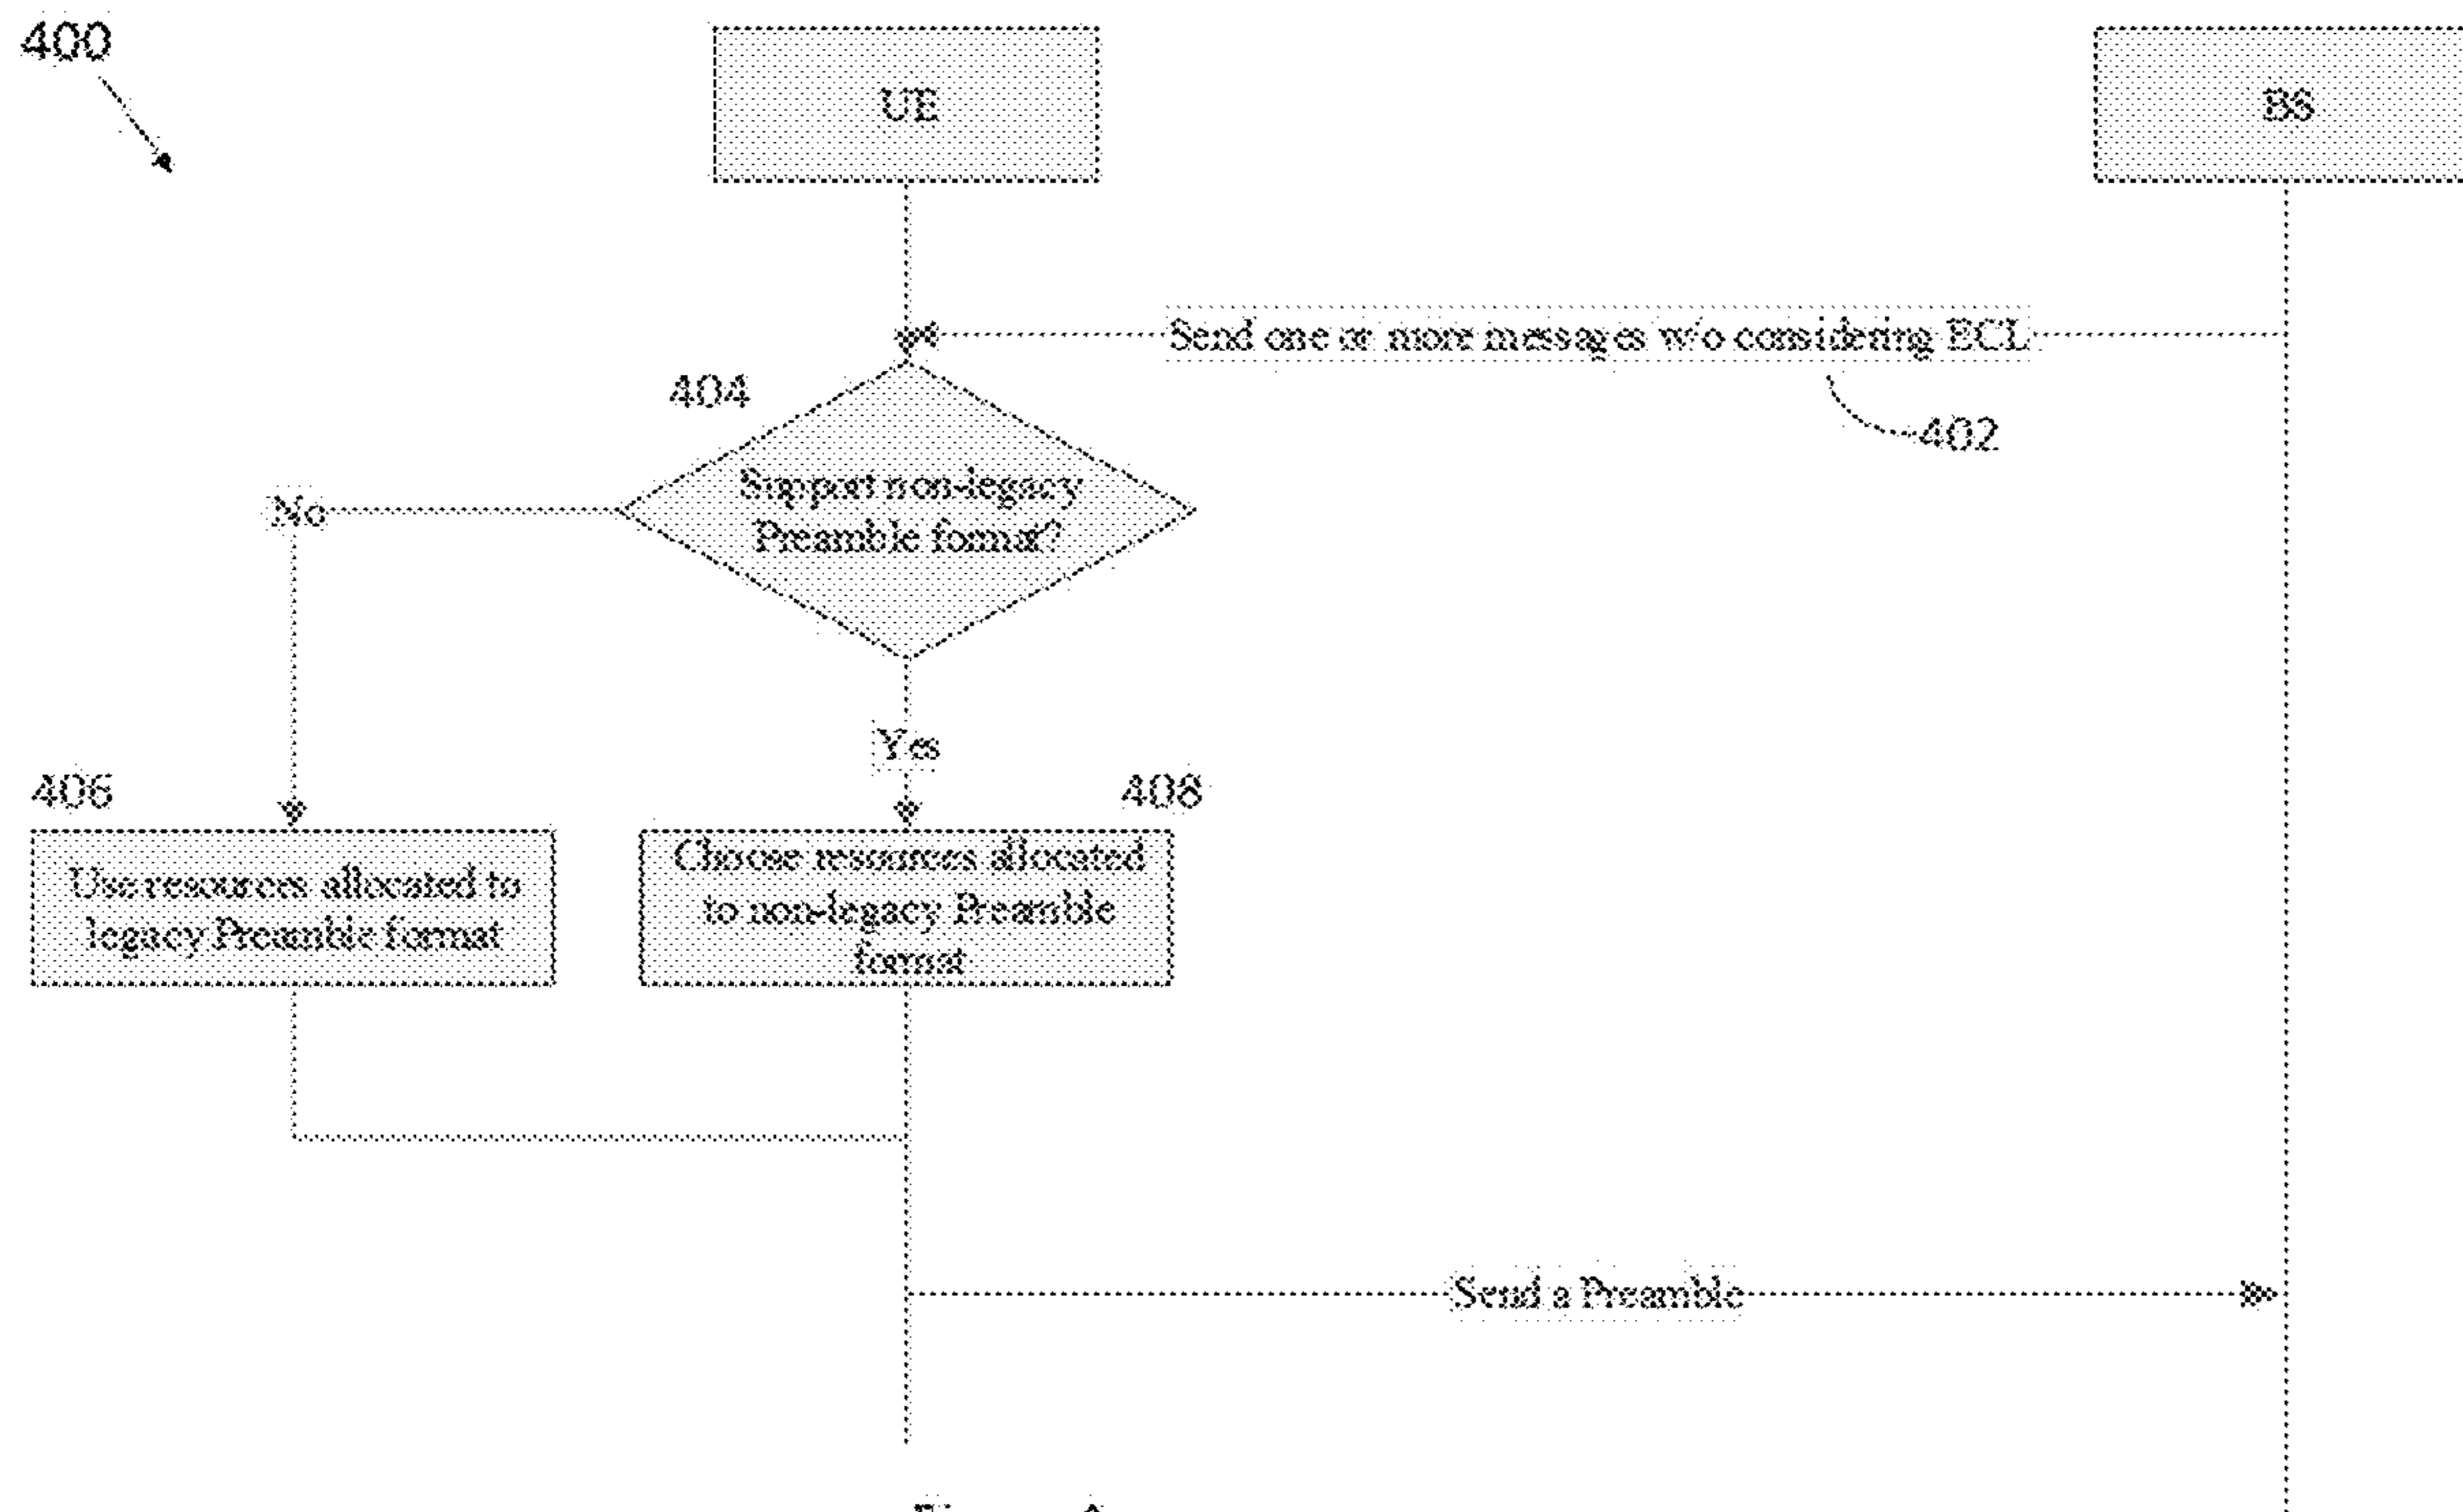 400
UE
BS
Send one or more messages w/o considering ECL
402
404
Support non-legacy
Preamble format?
No
Yes
406
408
Use resources allocated to
legacy Preamble format
Choose resources allocated
to non-legacy Preamble
format
Send a Preamble